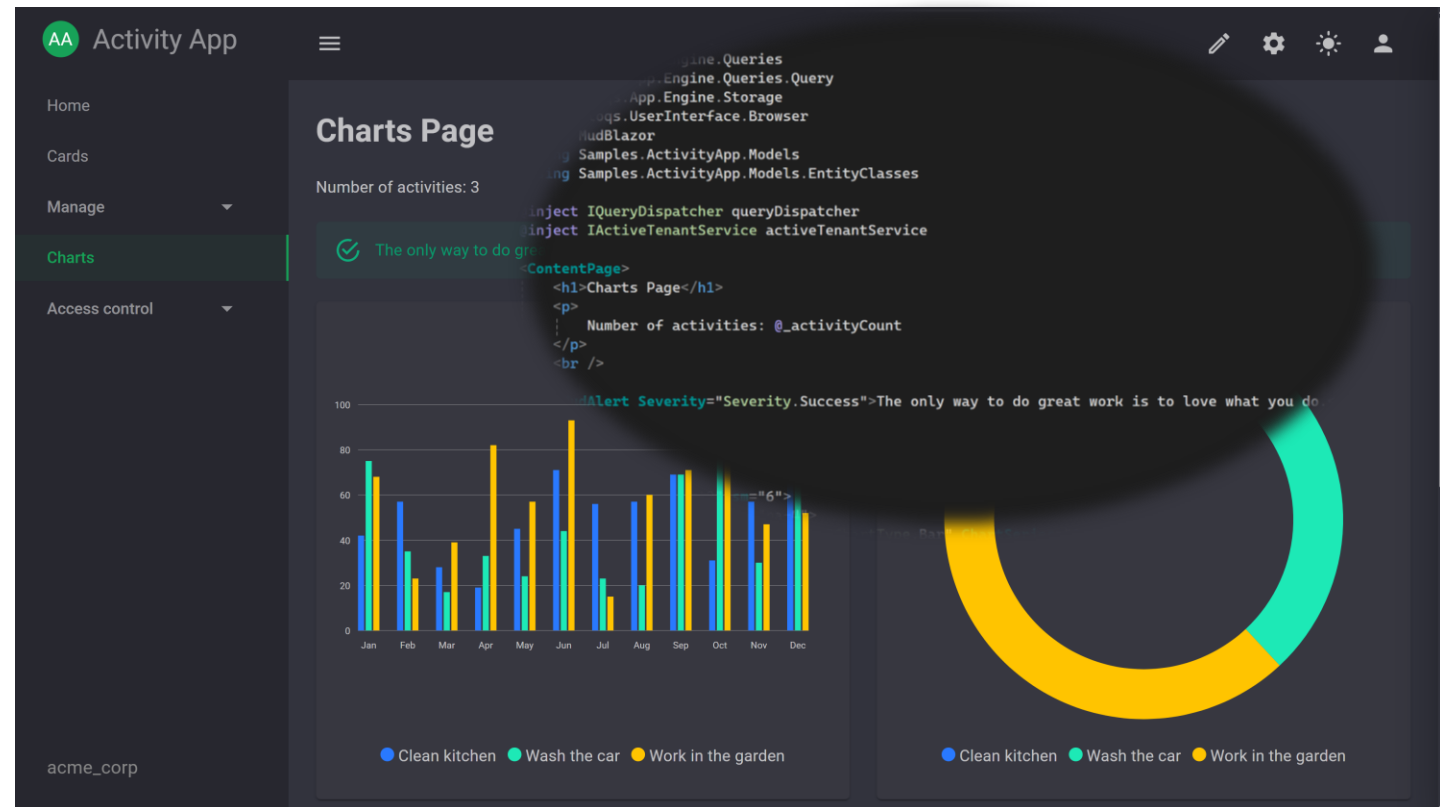 AA Activity App
Home
Cards
Manage
Charts
Access control
acme_corp
Charts Page
Number of activities: 3
The only way to do gre
.Queries
.Engine.Queries.Query
App.Engine.Storage
.UserInterface.Browser
MudBlazor
Samples.ActivityApp.Models
Samples.ActivityApp.Models.EntityClasses
inject IQueryDispatcher queryDispatcher
@inject IActiveTenantService activeTenantService
<ContentPage>
<h1>Charts Page</h1>
<p>
Number of activities: @_activityCount
</p>
<br />
Alert Severity="Severity.Success">The only way to do great work is to love what you do.
="6">
100
80
60
40
20
0
Jan Feb Mar Apr May Jun Jul Aug Sep Oct Nov Dec
Clean kitchen Wash the car Work in the garden
Clean kitchen Wash the car Work in the garden